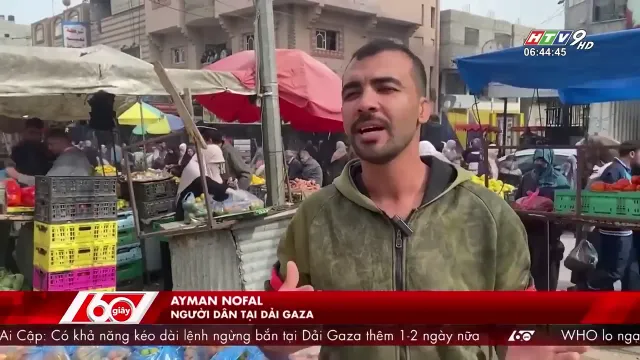 HTV9 HD
06:44:45
60 giây
AYMAN NOFAL
NGƯỜI DÂN TẠI DẢI GAZA
Ai Cập: Có khả năng kéo dài lệnh ngừng bắn tại Dải Gaza thêm 1-2 ngày nữa 60 WHO lo ngạ